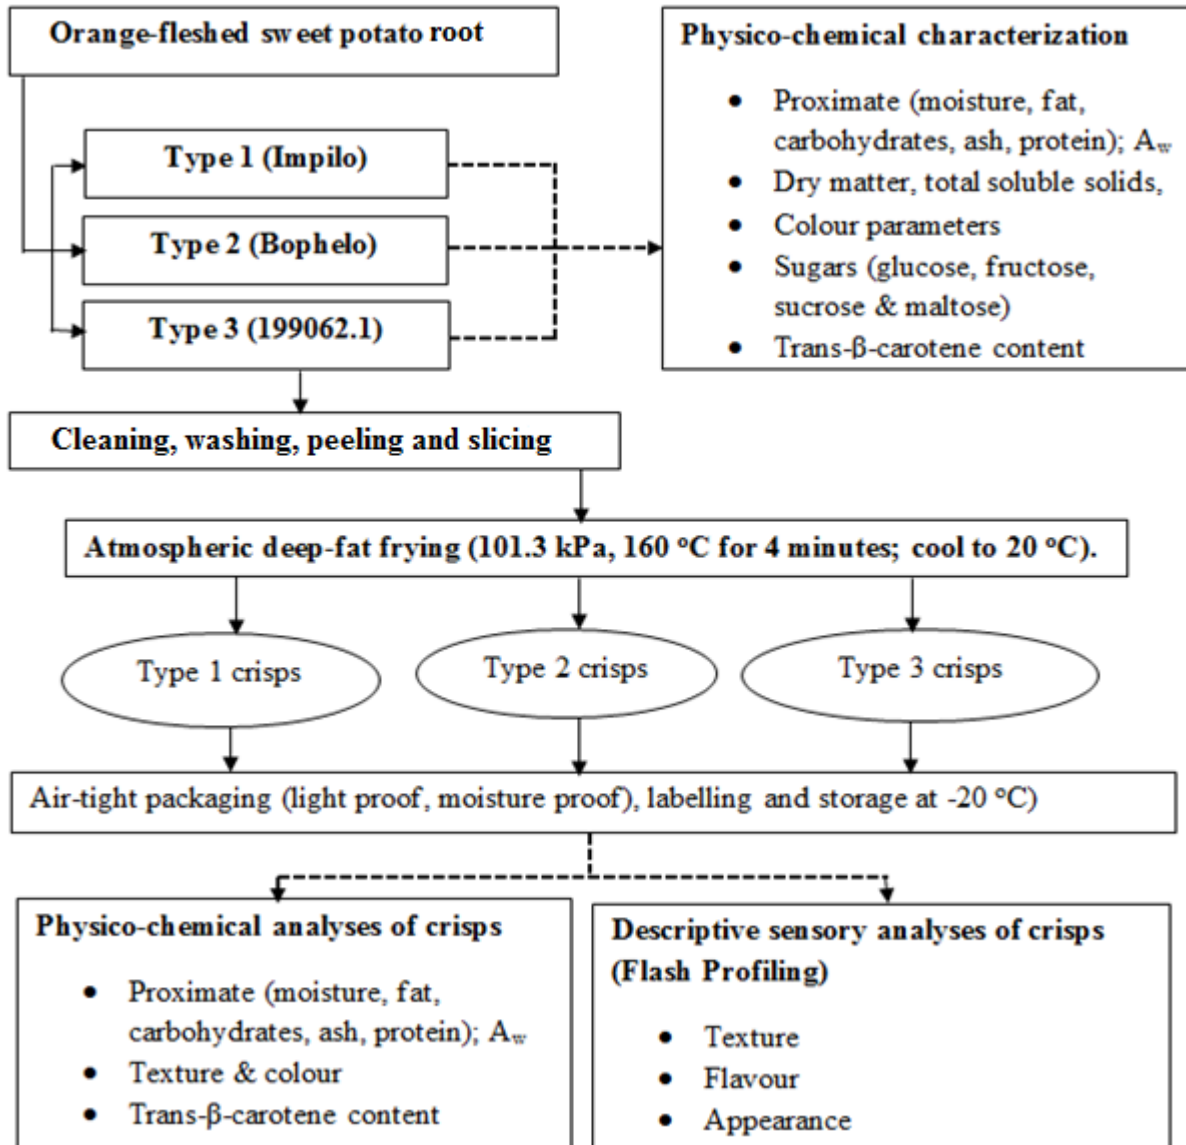 Orange-fleshed sweet potato root
Type 1 (Impilo)
Type 2 (Bophelo)
Type 3 (199062.1)
Physico-chemical characterization
• Proximate (moisture, fat,
carbohydrates, ash, protein); Aw
• Dry matter, total soluble solids,
• Colour parameters
• Sugars (glucose, fructose,
sucrose & maltose)
• Trans-β-carotene content
Cleaning, washing, peeling and slicing
Atmospheric deep-fat frying (101.3 kPa, 160 °C for 4 minutes; cool to 20 °C).
Type 1 crisps
Type 2 crisps
Type 3 crisps
Air-tight packaging (light proof, moisture proof), labelling and storage at -20 °C)
Physico-chemical analyses of crisps
• Proximate (moisture, fat,
carbohydrates, ash, protein); Aw
• Texture & colour
• Trans-β-carotene content
Descriptive sensory analyses of crisps
(Flash Profiling)
• Texture
• Flavour
• Appearance